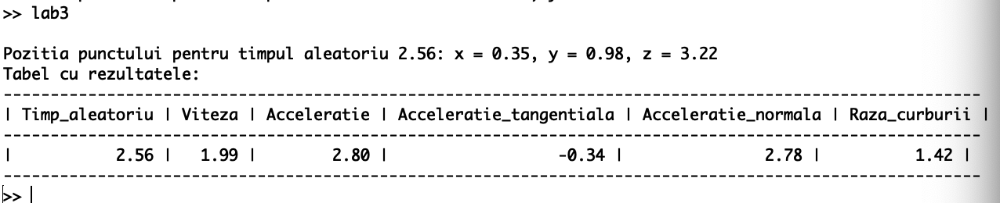 >> lab3
Pozitia punctului pentru timpul aleatoriu 2.56: x = 0.35, y = 0.98, z = 3.22
Tabel cu rezultatele:
--------------------------------------------------------------------------------------------------------
| Timp_aleatoriu | Viteza | Acceleratie | Acceleratie_tangentiala | Acceleratie_normala | Raza_curburii |
--------------------------------------------------------------------------------------------------------
| 2.56 | 1.99 | 2.80 | -0.34 | 2.78 | 1.42 |
--------------------------------------------------------------------------------------------------------
>>